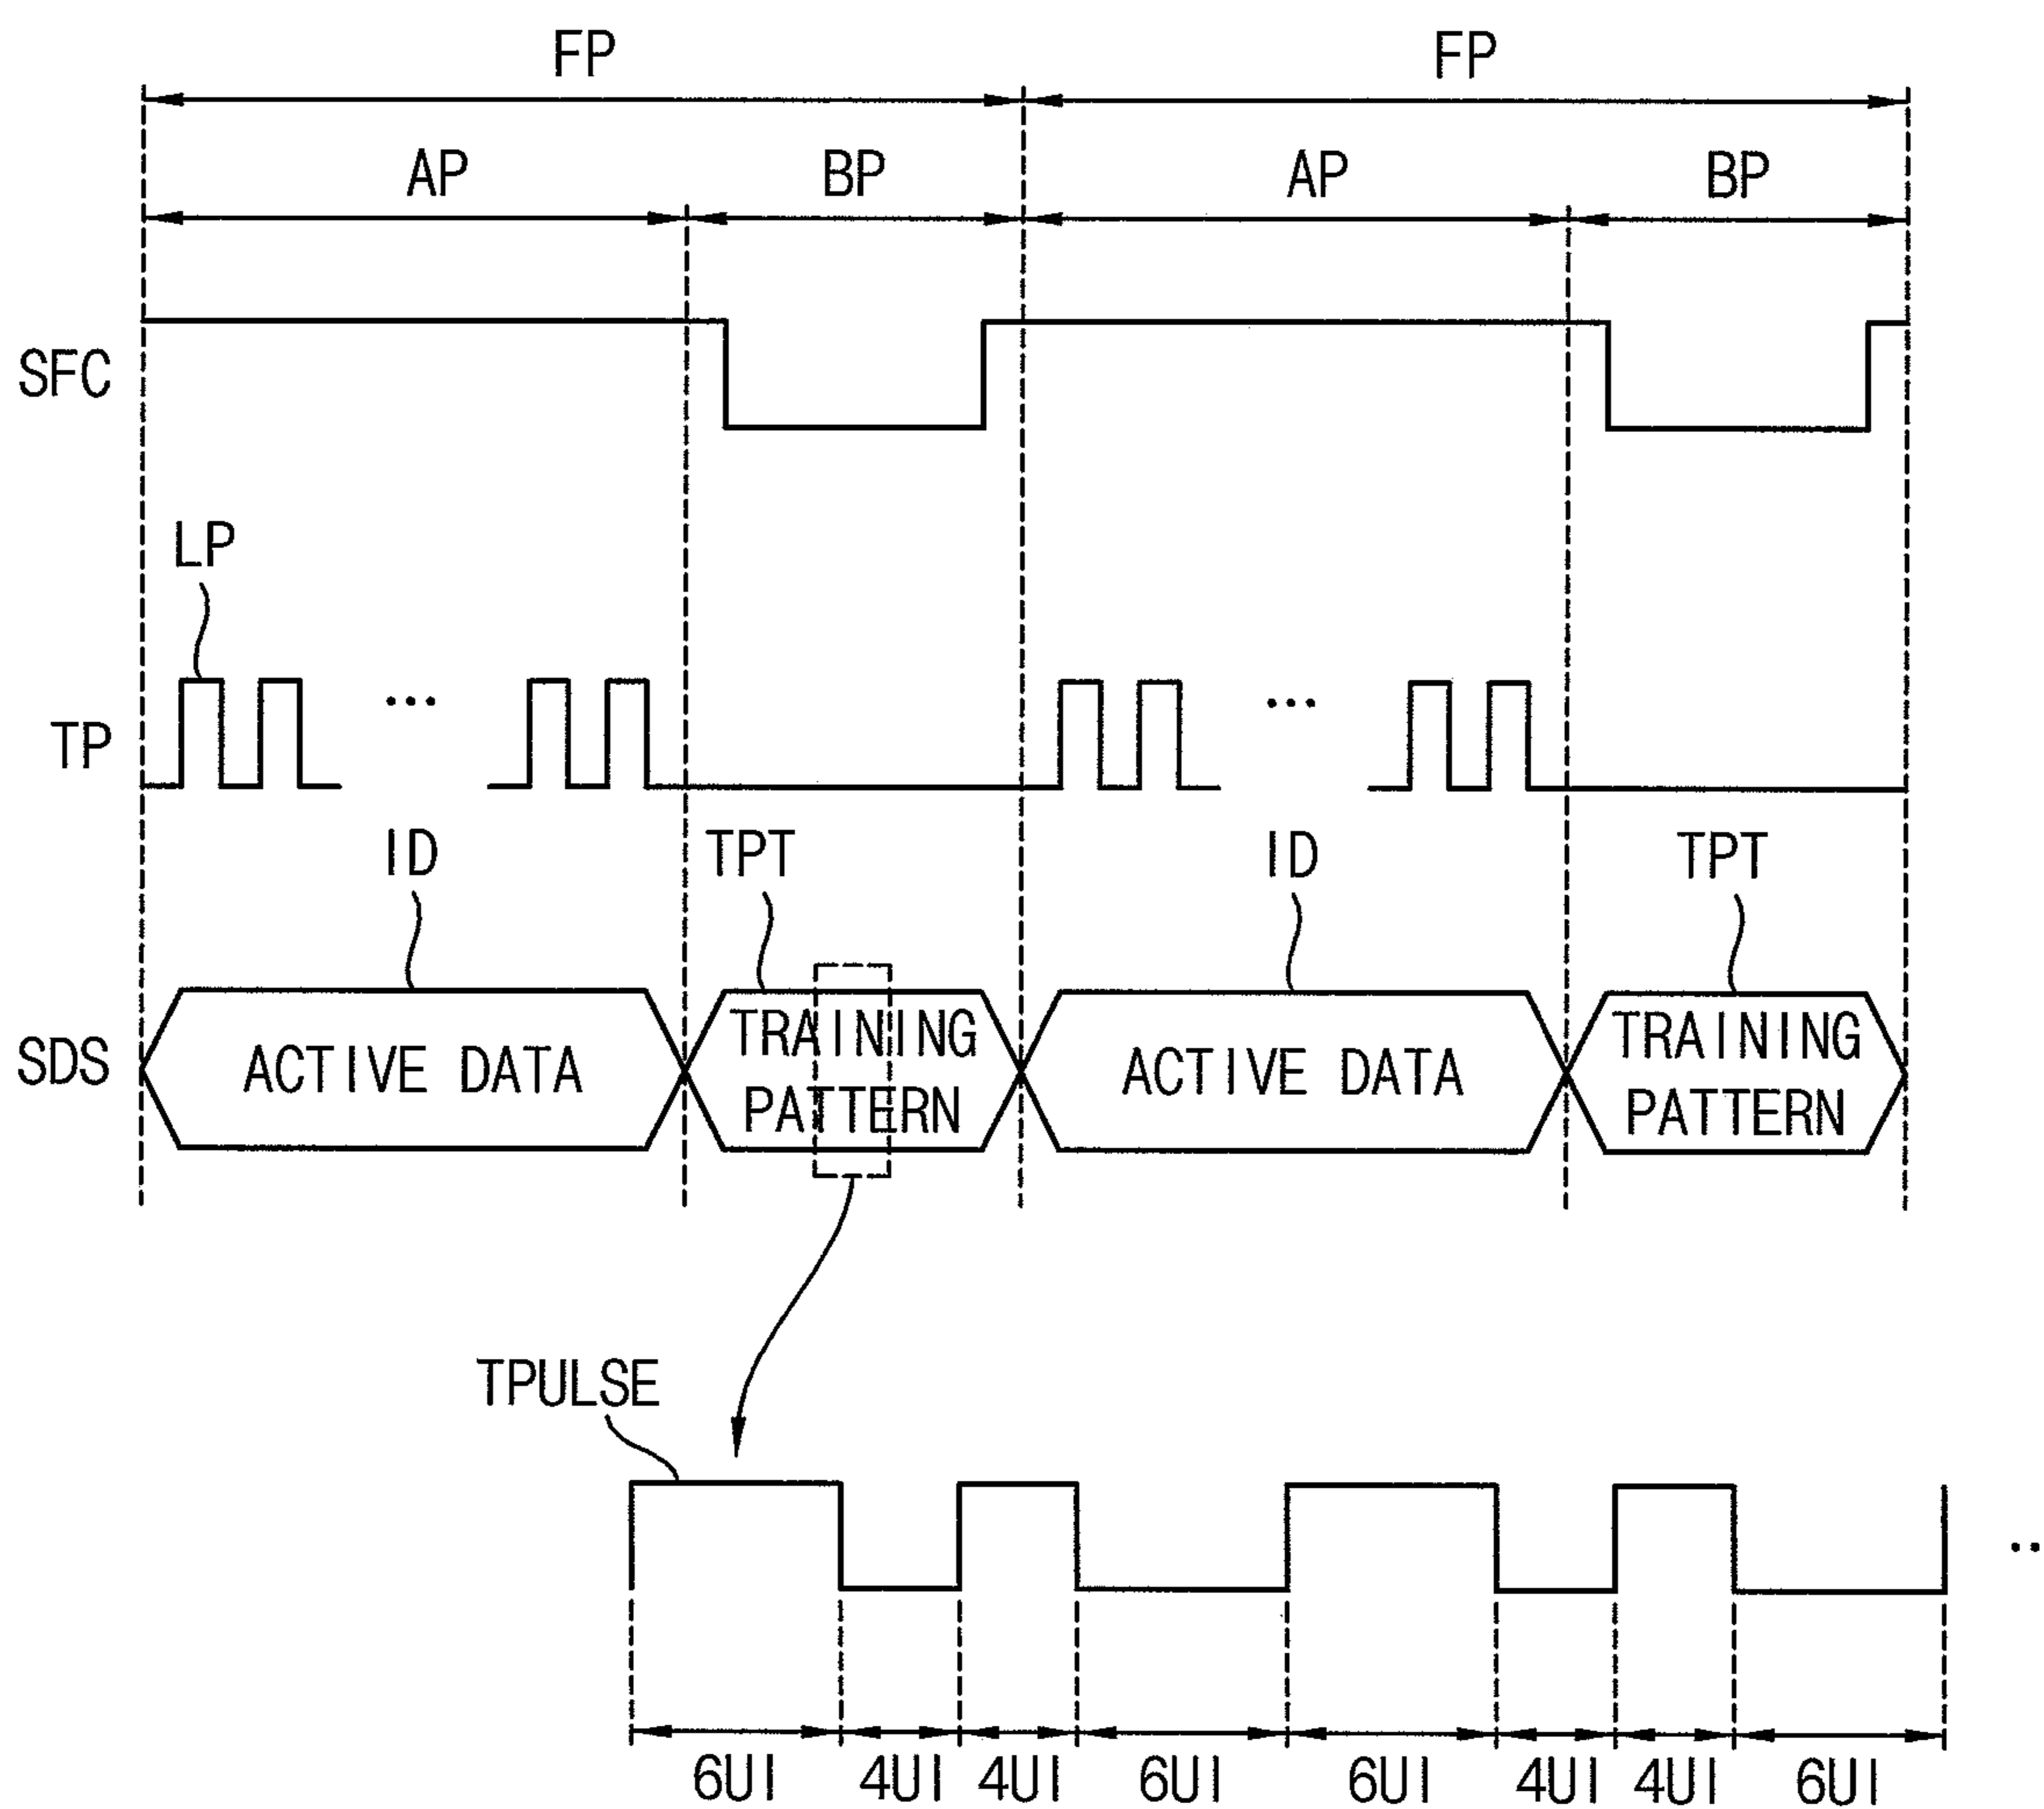 FP FP
AP BP AP BP
SFC
LP
TP ... ...
ID TPT ID TPT
SDS ACTIVE DATA TRAINING PATTERN ACTIVE DATA TRAINING PATTERN
TPULSE
..
6UI 4UI 4UI 6UI 6UI 4UI 4UI 6UI